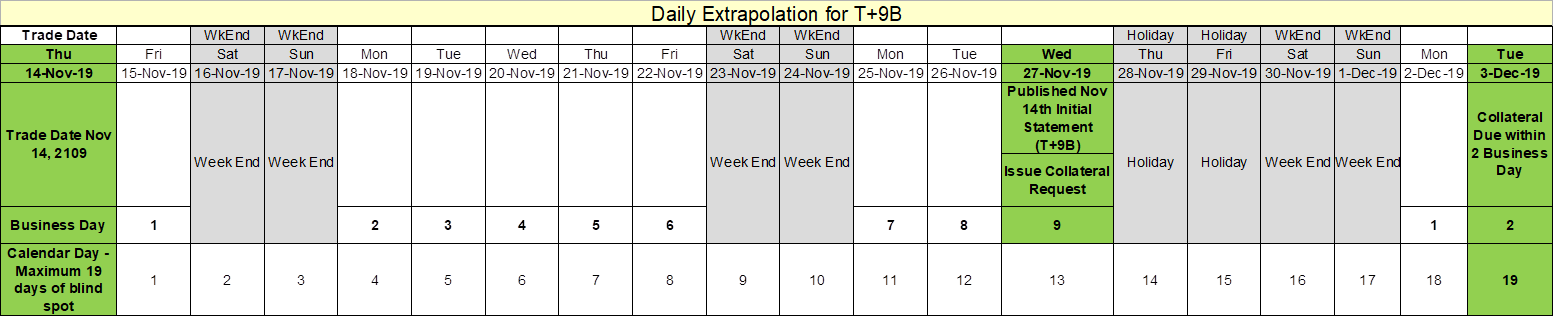 Daily Extrapolation for T+9B
Trade Date WkEnd WkEnd WkEnd WkEnd Holiday Holiday WkEnd WkEnd
Thu Fri Sat Sun Mon Tue Wed Thu Fri Sat Sun Mon Tue Wed Thu Fri Sat Sun Mon Tue
14-Nov-19 15-Nov-19 16-Nov-19 17-Nov-19 18-Nov-19 19-Nov-19 20-Nov-19 21-Nov-19 22-Nov-19 23-Nov-19 24-Nov-19 25-Nov-19 26-Nov-19 27-Nov-19 28-Nov-19 29-Nov-19 30-Nov-19 1-Dec-19 2-Dec-19 3-Dec-19
Trade Date Nov
14, 2109
Week End Week End Week End Week End
Published Nov
14th Initial
Statement
(T+9B)
Issue Collateral
Request
Holiday Holiday Week End Week End
Collateral
Due within
2 Business
Day
Business Day 1 2 3 4 5 6 7 8 9 1 2
Calendar Day -
Maximum 19
days of blind
spot
1 2 3 4 5 6 7 8 9 10 11 12 13 14 15 16 17 18 19